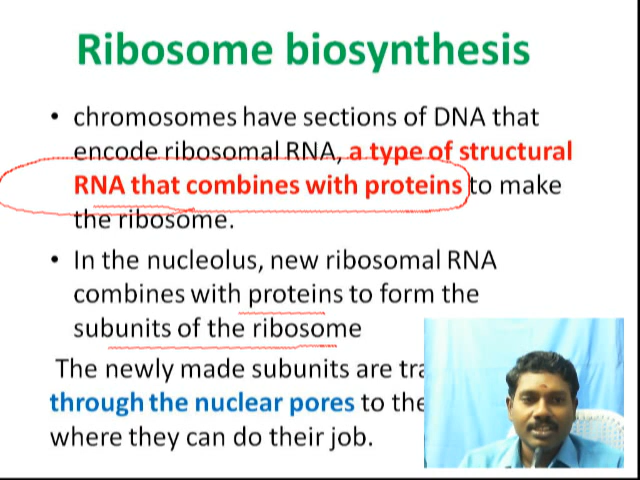 Ribosome biosynthesis
• chromosomes have sections of DNA that
encode ribosomal RNA, a type of structural
RNA that combines with proteins to make
the ribosome.
• In the nucleolus, new ribosomal RNA
combines with proteins to form the
subunits of the ribosome
The newly made subunits are
through the nuclear pores to
where they can do their job.